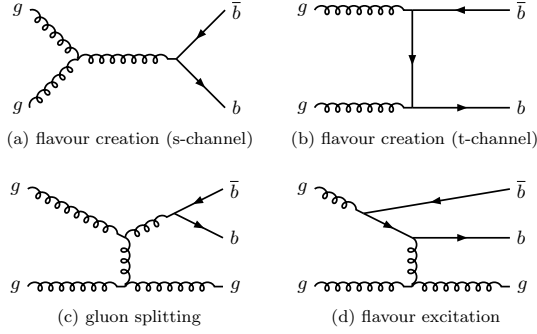 g b̅ g b̅
g b g b
(a) flavour creation (s-channel) (b) flavour creation (t-channel)
g b̅ g b̅
b b
g g g g
(c) gluon splitting (d) flavour excitation